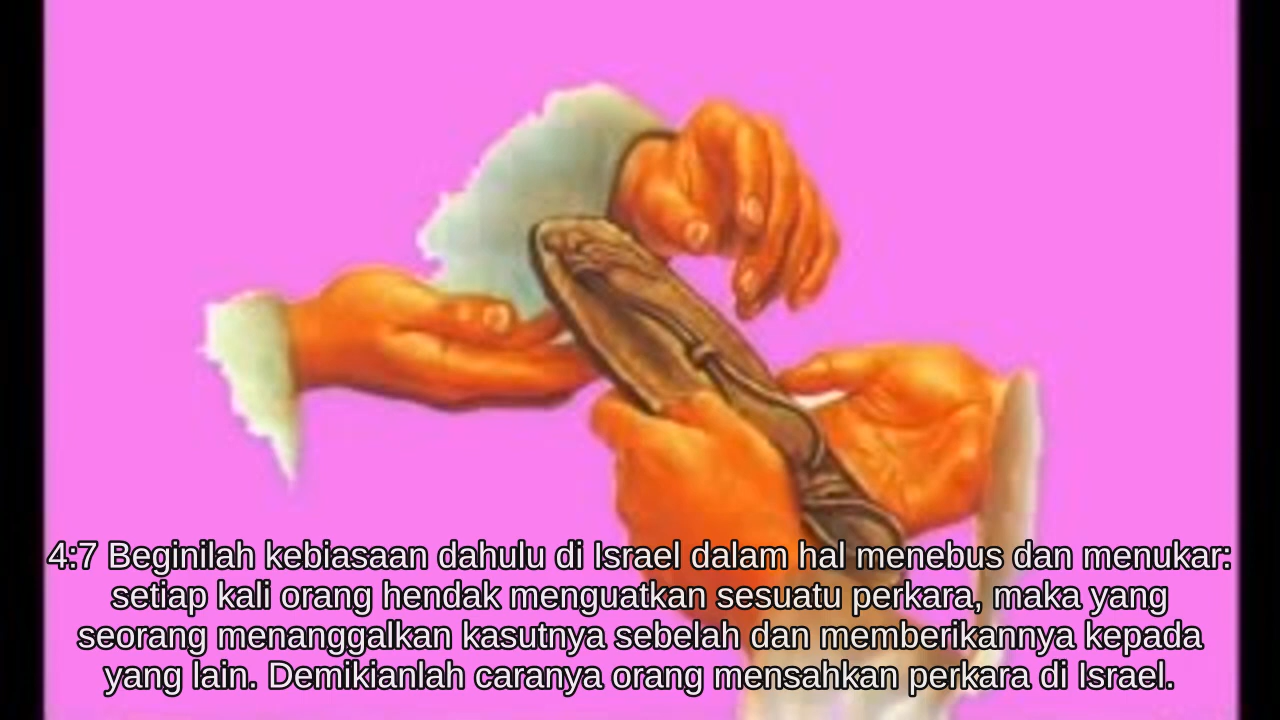 4:7 Beginilah kebiasaan dahulu di Israel dalam hal menebus dan menukar:
setiap kali orang hendak menguatkan sesuatu perkara, maka yang
seorang menanggalkan kasutnya sebelah dan memberikannya kepada
yang lain. Demikianlah caranya orang mensahkan perkara di Israel.